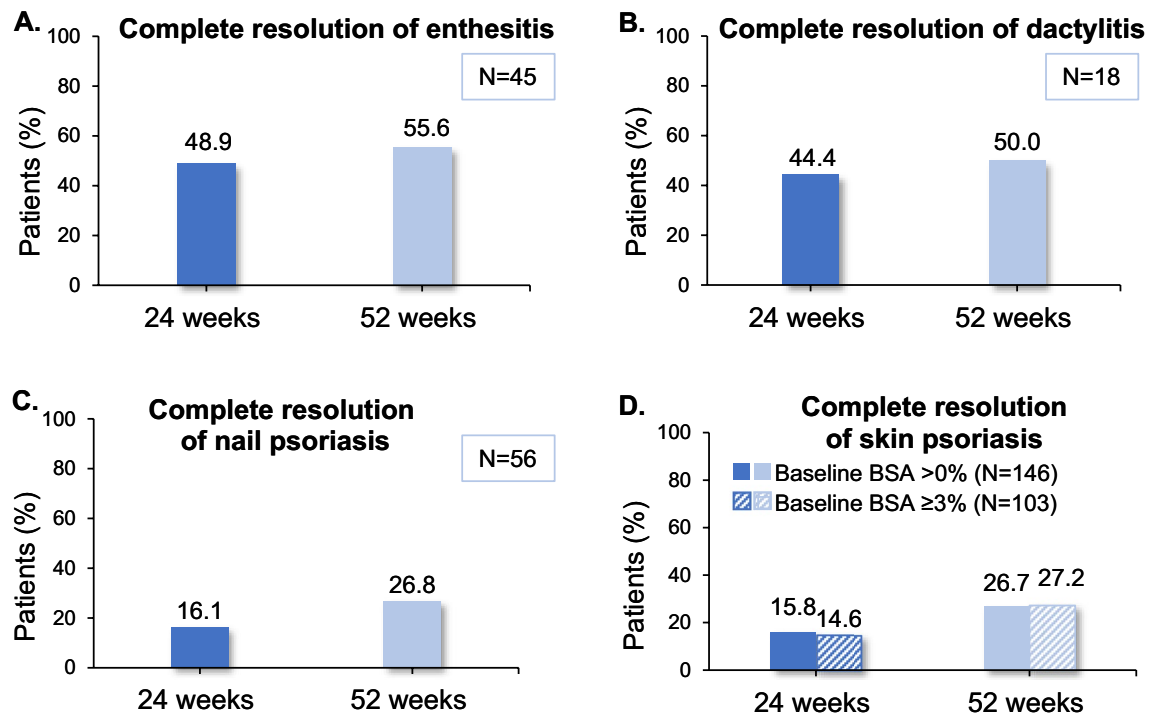 A.
Complete resolution of enthesitis
N=45
Patients (%)
100
80
60
40
20
0
48.9
55.6
24 weeks
52 weeks
B.
Complete resolution of dactylitis
N=18
Patients (%)
100
80
60
40
20
0
44.4
50.0
24 weeks
52 weeks
C.
Complete resolution
of nail psoriasis
N=56
Patients (%)
100
80
60
40
20
0
16.1
26.8
24 weeks
52 weeks
D.
Complete resolution
of skin psoriasis
Baseline BSA >0% (N=146)
Baseline BSA ≥3% (N=103)
Patients (%)
100
80
60
40
20
0
15.8
14.6
26.7
27.2
24 weeks
52 weeks